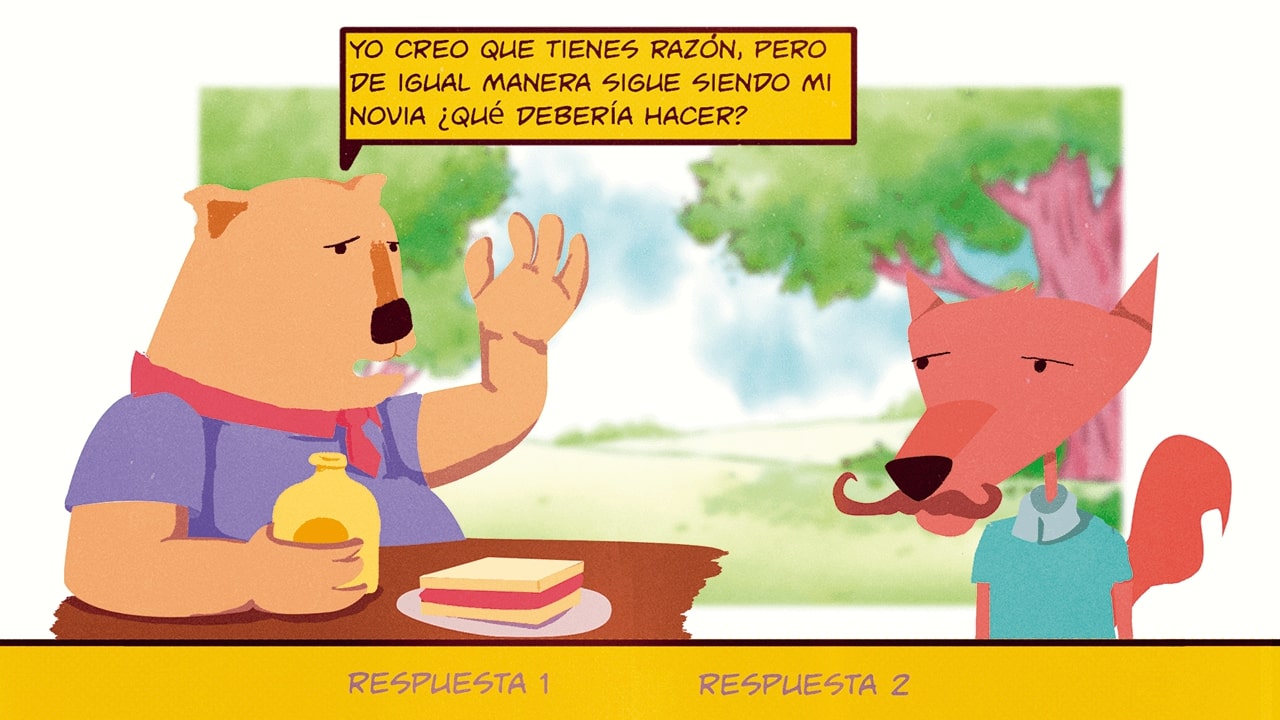 YO CREO QUE TIENES RAZÓN, PERO
DE IGUAL MANERA SIGUE SIENDO MI
NOVIA ¿QUé DEBERÍA HACER?
RESPUESTA 1
RESPUESTA 2